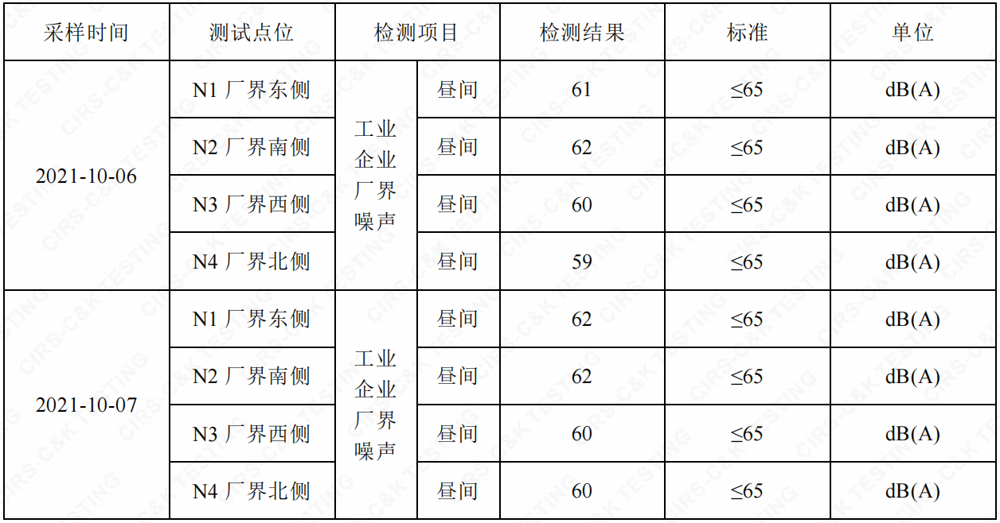 采样时间 测试点位 检测项目 检测结果 标准 单位
2021-10-06 N1 厂界东侧 工业企业厂界噪声 昼间 61 ≤65 dB(A)
N2 厂界南侧 昼间 62 ≤65 dB(A)
N3 厂界西侧 昼间 60 ≤65 dB(A)
N4 厂界北侧 昼间 59 ≤65 dB(A)
2021-10-07 N1 厂界东侧 工业企业厂界噪声 昼间 62 ≤65 dB(A)
N2 厂界南侧 昼间 62 ≤65 dB(A)
N3 厂界西侧 昼间 60 ≤65 dB(A)
N4 厂界北侧 昼间 60 ≤65 dB(A)
CIRS-C&K TESTING